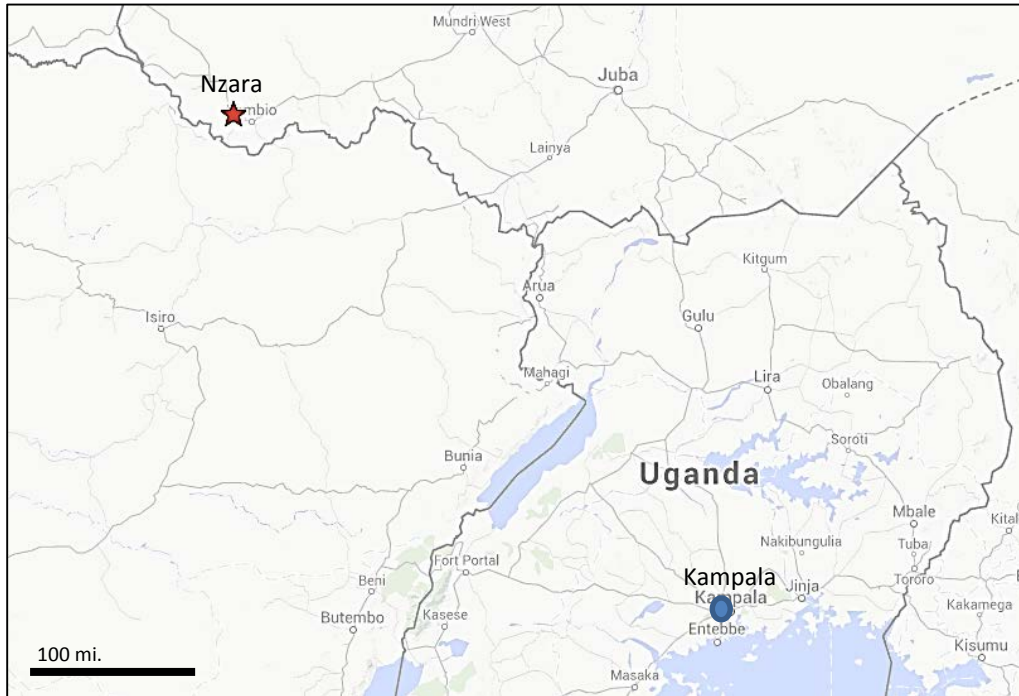 Mundri West
Nzara
Juba
mbio
Lainya
Kitgum
Arua
Gulu
Isiro
Mahagi
Lira
Obalang
Bunia
Soroti
Uganda
Mbale
Kital
Nakibungulia
Tuba
Fort Portal
Kampala
Tororo
Beni
Kampala
Jinja
Kakamega
Butembo
Kasese
Entebbe
Kisumu
Masaka
100 mi.